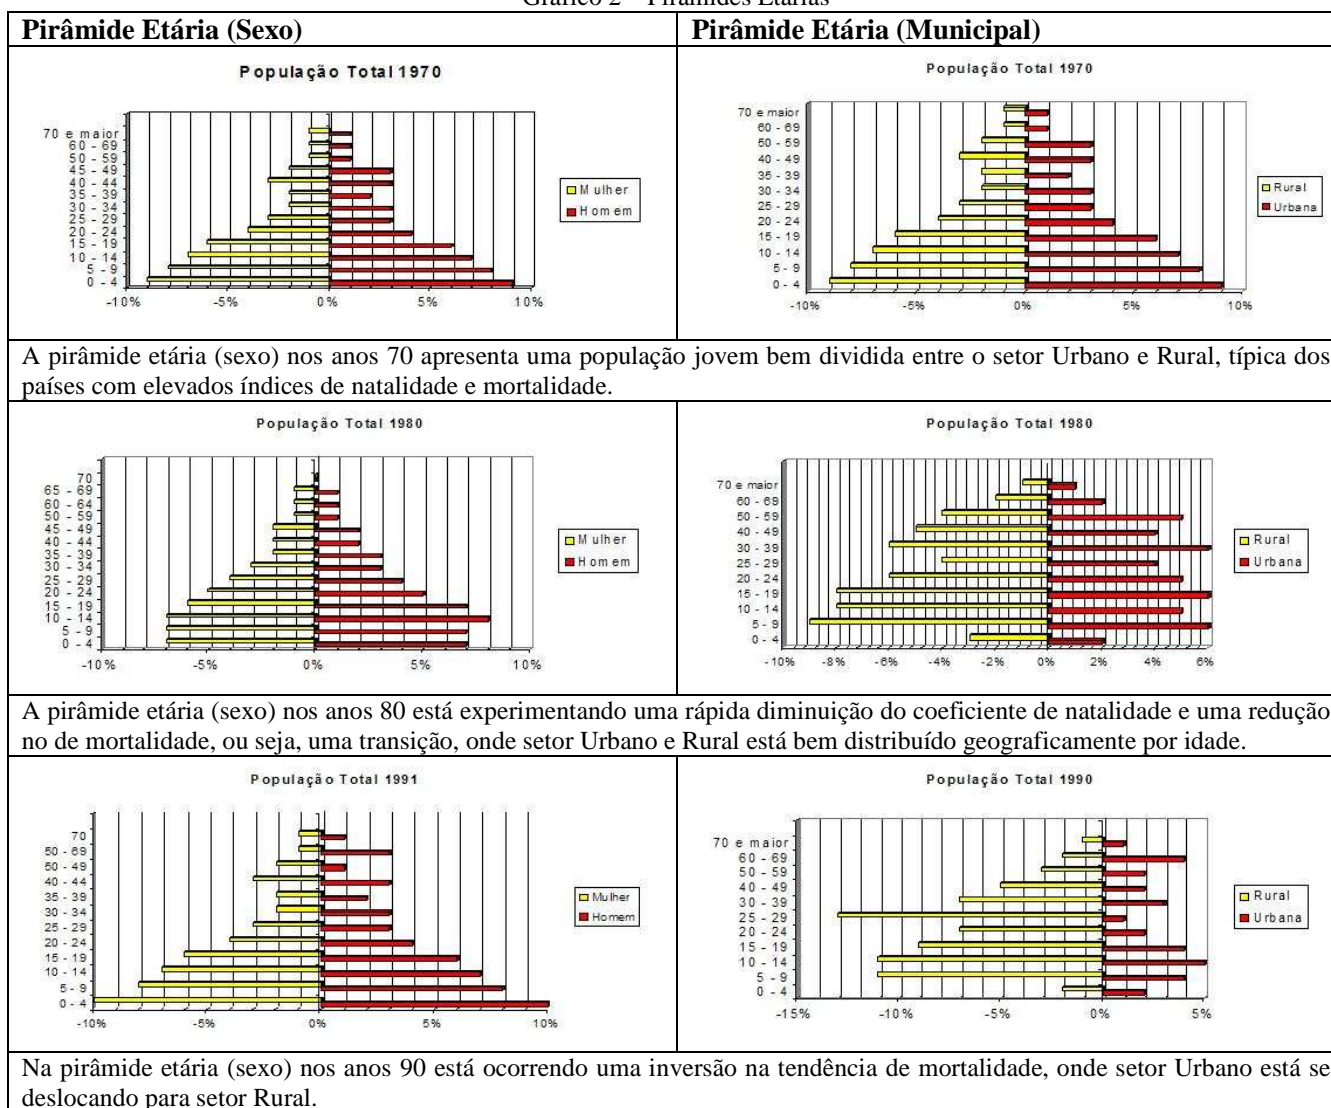 Gráfico 2 – Pirâmides Etárias
Pirâmide Etária (Sexo)
Pirâmide Etária (Municipal)
População Total 1970
70 e maior
60 - 69
50 - 59
45 - 49
40 - 44
35 - 39
30 - 34
25 - 29
20 - 24
15 - 19
10 - 14
5 - 9
0 - 4
-10% -5% 0% 5% 10%
Mulher
Homem
População Total 1970
70 e maior
60 - 69
50 - 59
40 - 49
35 - 39
30 - 34
25 - 29
20 - 24
15 - 19
10 - 14
5 - 9
0 - 4
-10% -5% 0% 5% 10%
Rural
Urbana
A pirâmide etária (sexo) nos anos 70 apresenta uma população jovem bem dividida entre o setor Urbano e Rural, típica dos
países com elevados índices de natalidade e mortalidade.
População Total 1980
70
65 - 69
60 - 64
50 - 59
45 - 49
40 - 44
35 - 39
30 - 34
25 - 29
20 - 24
15 - 19
10 - 14
5 - 9
0 - 4
-10% -5% 0% 5% 10%
Mulher
Homem
População Total 1980
70 e maior
60 - 69
50 - 59
40 - 49
30 - 39
25 - 29
20 - 24
15 - 19
10 - 14
5 - 9
0 - 4
-10% -8% -6% -4% -2% 0% 2% 4% 6%
Rural
Urbana
A pirâmide etária (sexo) nos anos 80 está experimentando uma rápida diminuição do coeficiente de natalidade e uma redução
no de mortalidade, ou seja, uma transição, onde setor Urbano e Rural está bem distribuído geograficamente por idade.
População Total 1991
70
50 - 69
50 - 49
40 - 44
35 - 39
30 - 34
25 - 29
20 - 24
15 - 19
10 - 14
5 - 9
0 - 4
-10% -5% 0% 5% 10%
Mulher
Homem
População Total 1990
70 e maior
60 - 69
50 - 59
40 - 49
30 - 39
25 - 29
20 - 24
15 - 19
10 - 14
5 - 9
0 - 4
-15% -10% -5% 0% 5%
Rural
Urbana
Na pirâmide etária (sexo) nos anos 90 está ocorrendo uma inversão na tendência de mortalidade, onde setor Urbano está se
deslocando para setor Rural.